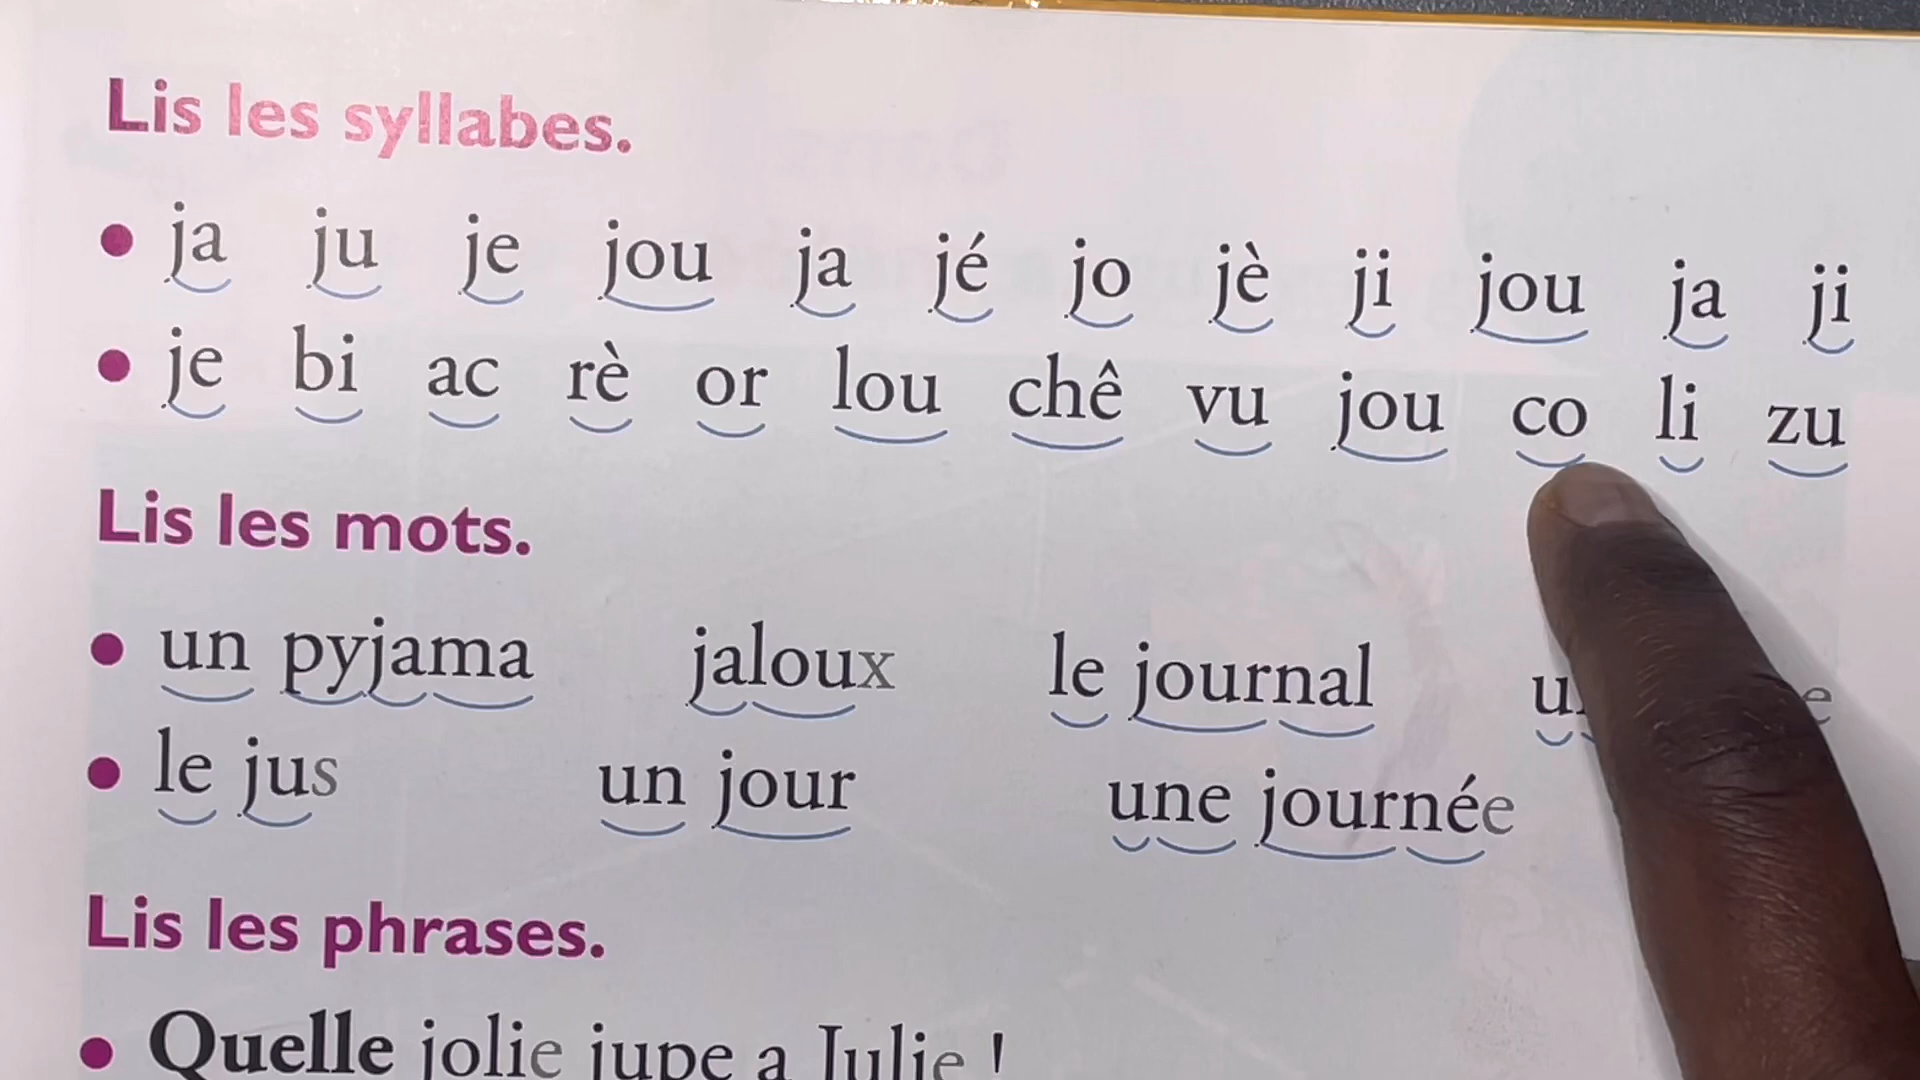 Lis les syllabes.
• ja ju je jou ja jé jo jè ji jou ja ji
• je bi ac rè or lou chê vu jou co li zu
Lis les mots.
• un pyjama jaloux le journal
• le jus un jour une journée
Lis les phrases.
• Quelle jolie jupe a Julie !